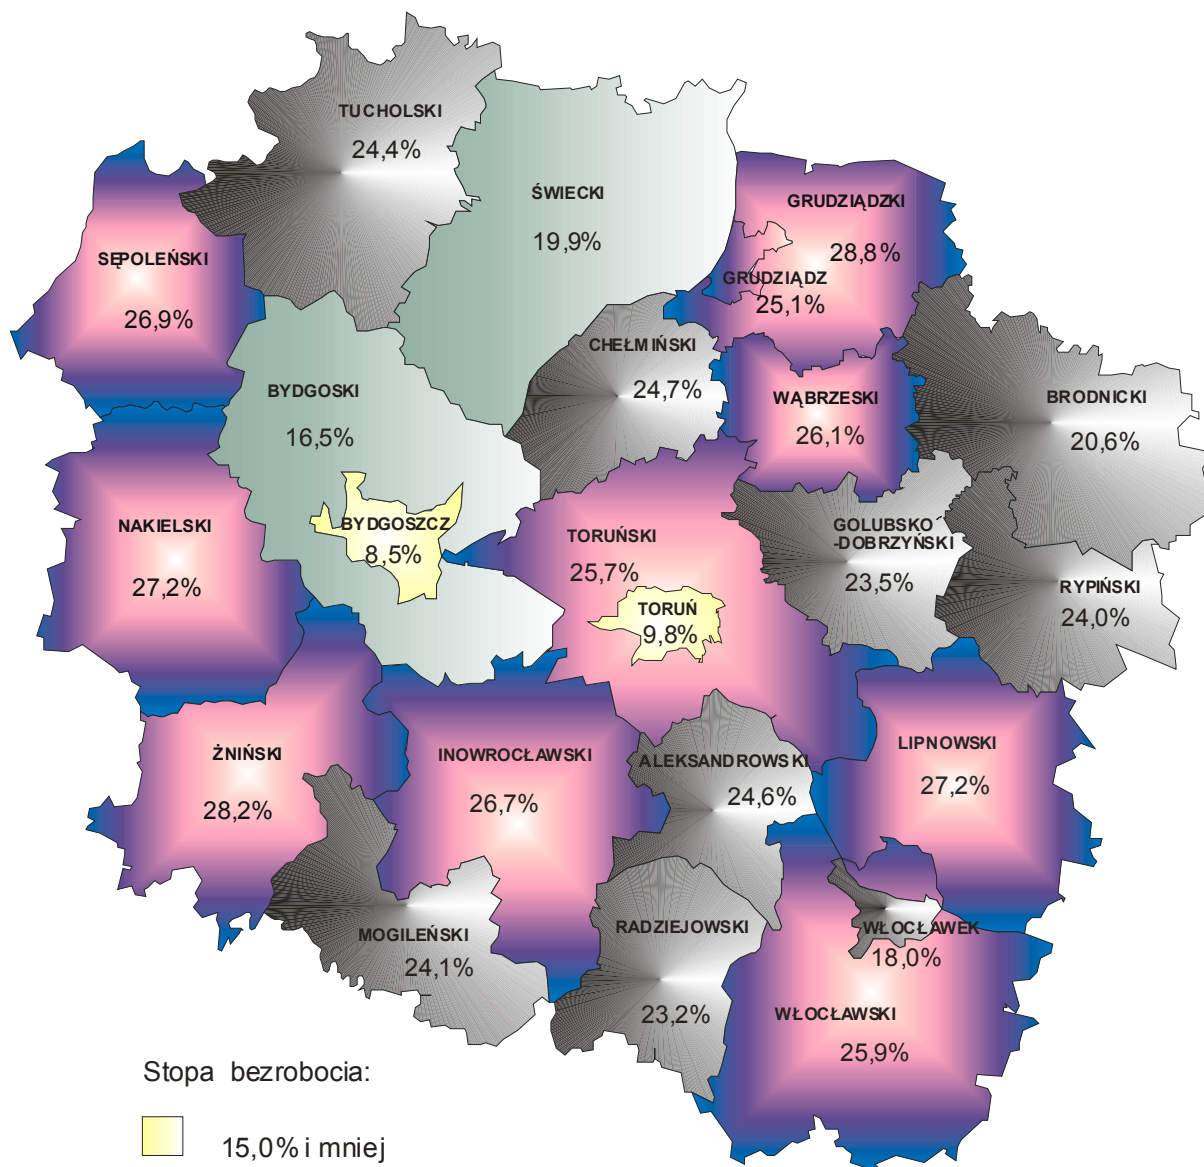 TUCHOLSKI
24,4%
ŚWIECKI
19,9%
GRUDZIĄDZKI
28,8%
GRUDZIĄDZ
25,1%
SĘPOLEŃSKI
26,9%
CHEŁMIŃSKI
24,7%
BYDGOSKI
16,5%
WĄBRZESKI
26,1%
BRODNICKI
20,6%
NAKIELSKI
27,2%
BYDGOSZCZ
8,5%
TORUŃSKI
25,7%
GOLUBSKO
-DOBRZYŃSKI
23,5%
RYPIŃSKI
24,0%
TORUŃ
9,8%
ŻNIŃSKI
28,2%
INOWROCŁAWSKI
26,7%
ALEKSANDROWSKI
24,6%
LIPNOWSKI
27,2%
MOGILEŃSKI
24,1%
RADZIEJOWSKI
23,2%
WŁOCŁAWEK
18,0%
WŁOCŁAWSKI
25,9%
Stopa bezrobocia:
15,0% i mniej